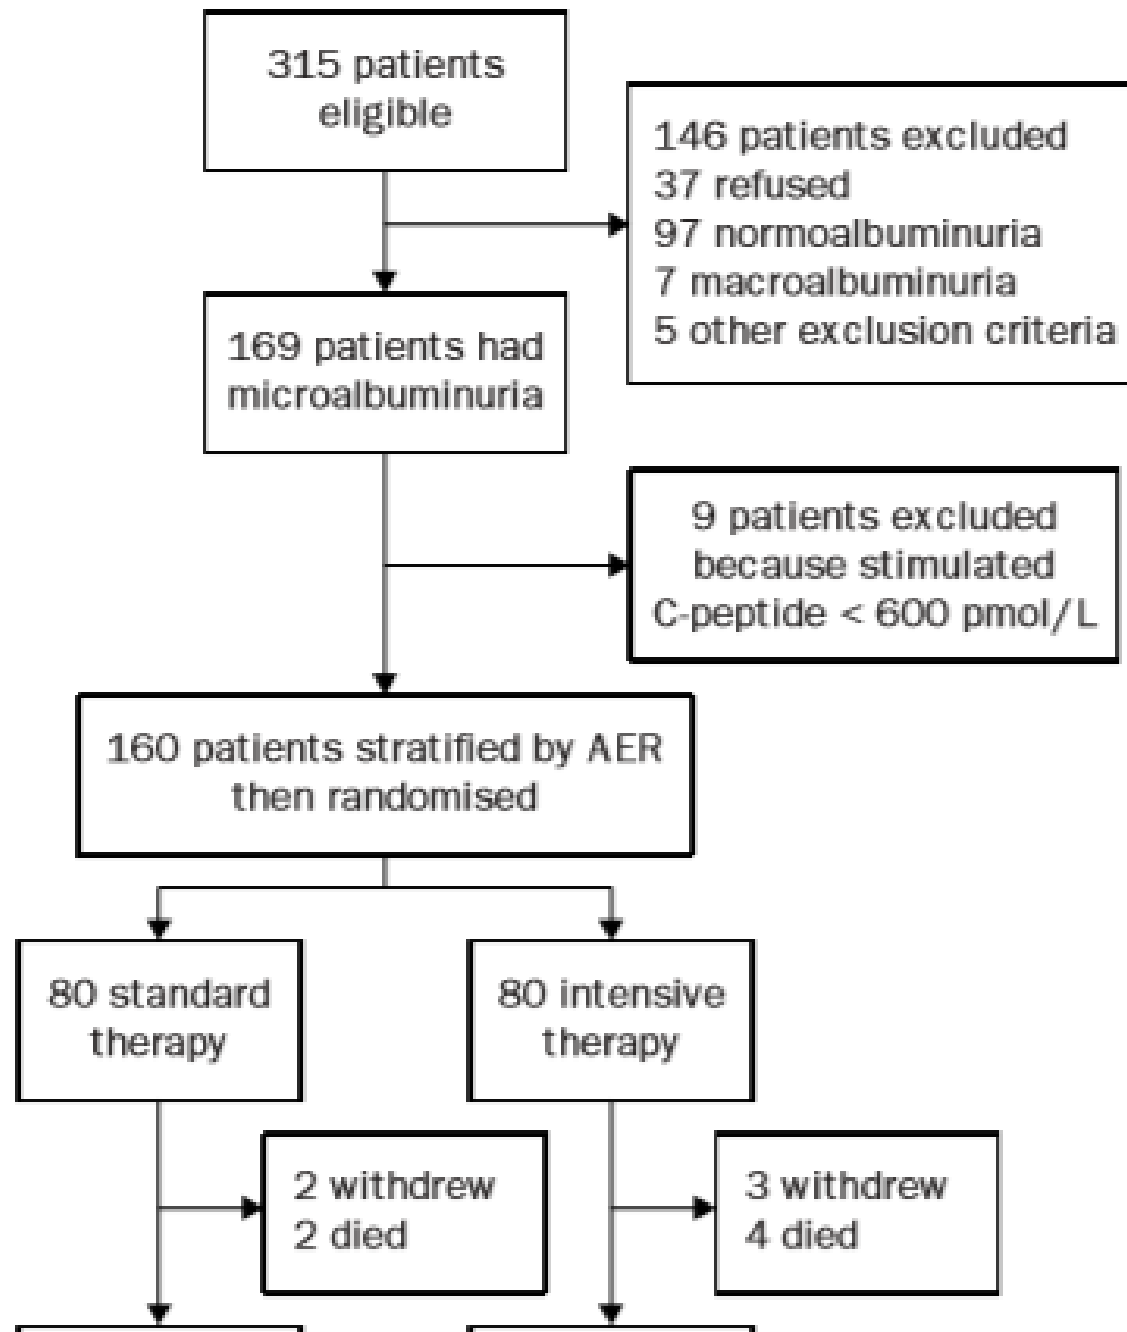 315 patients
eligible
146 patients excluded
37 refused
97 normoalbuminuria
7 macroalbuminuria
5 other exclusion criteria
169 patients had
microalbuminuria
9 patients excluded
because stimulated
C-peptide < 600 pmol/L
160 patients stratified by AER
then randomised
80 standard
therapy
80 intensive
therapy
2 withdrew
2 died
3 withdrew
4 died